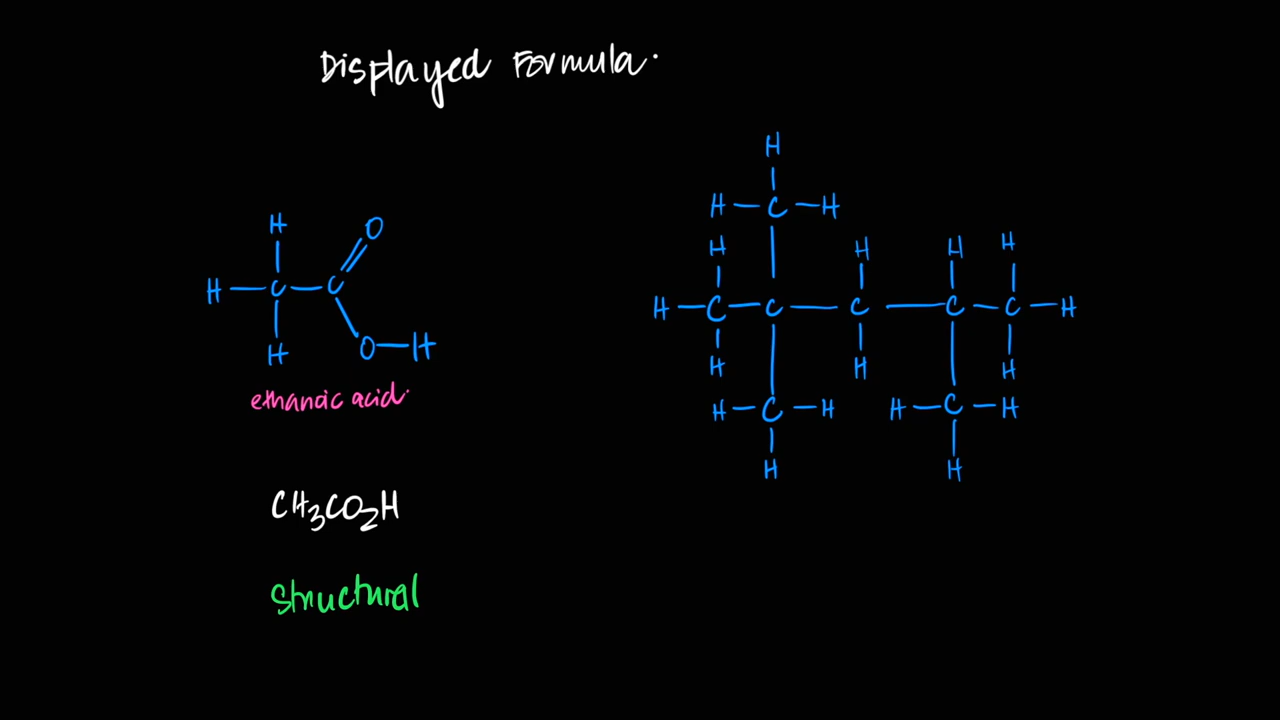 Displayed Formula.
H
H—C—H
H H H H
H O
H—C—C—C—C—C—H
H—C—C
O—H
H H H
H
ethanoic acid.
H—C—H H—C—H
H H
CH3CO2H
Structural